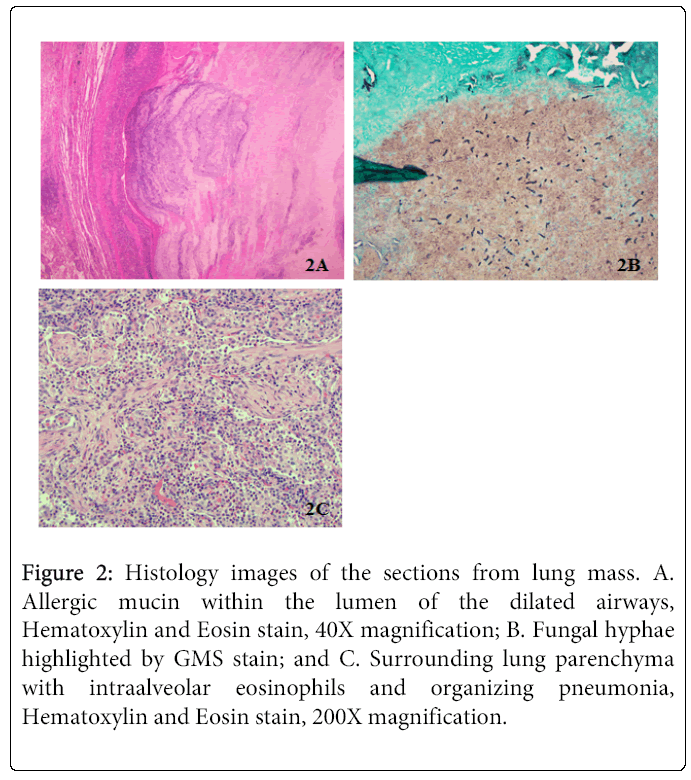 2A
2B
2C
Figure 2: Histology images of the sections from lung mass. A.
Allergic mucin within the lumen of the dilated airways,
Hematoxylin and Eosin stain, 40X magnification; B. Fungal hyphae
highlighted by GMS stain; and C. Surrounding lung parenchyma
with intraalveolar eosinophils and organizing pneumonia,
Hematoxylin and Eosin stain, 200X magnification.